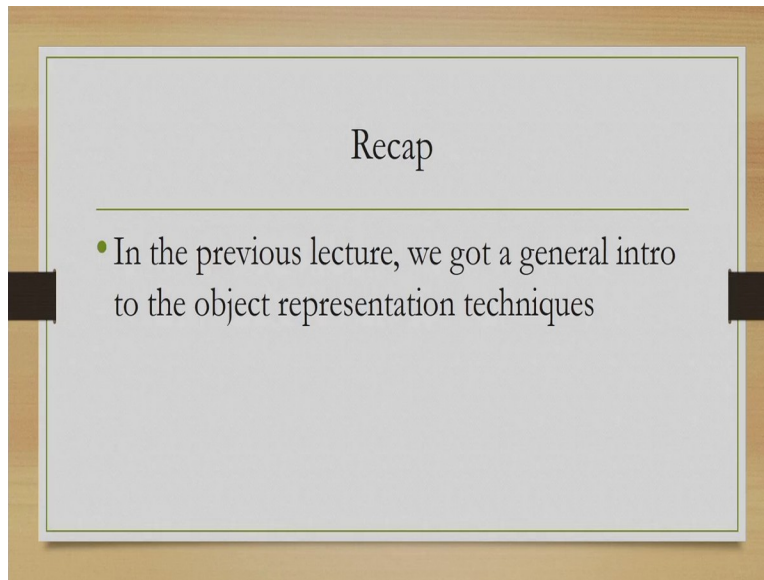 Recap
• In the previous lecture, we got a general intro
to the object representation techniques